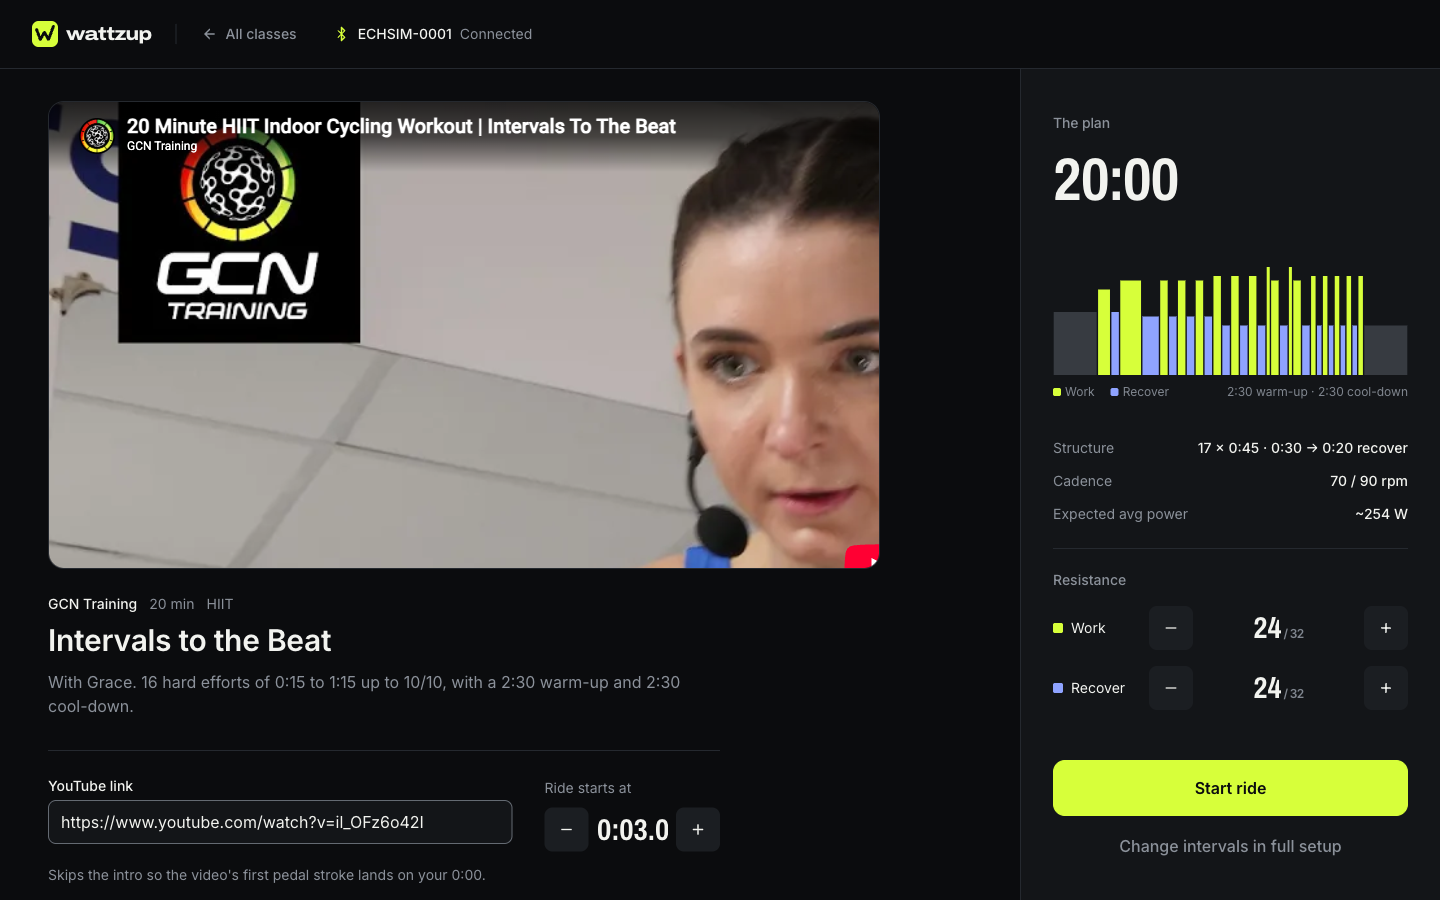 wattzup
← All classes
ECHSIM-0001 Connected
20 Minute HIIT Indoor Cycling Workout | Intervals To The Beat
GCN Training
GCN
TRAINING
GCN Training 20 min HIIT
Intervals to the Beat
With Grace. 16 hard efforts of 0:15 to 1:15 up to 10/10, with a 2:30 warm-up and 2:30
cool-down.
YouTube link
https://www.youtube.com/watch?v=iI_OFz6o42I
Ride starts at
− 0:03.0 +
Skips the intro so the video's first pedal stroke lands on your 0:00.
The plan
20:00
Work Recover 2:30 warm-up · 2:30 cool-down
Structure 17 × 0:45 · 0:30 → 0:20 recover
Cadence 70 / 90 rpm
Expected avg power ~254 W
Resistance
Work − 24 / 32 +
Recover − 24 / 32 +
Start ride
Change intervals in full setup